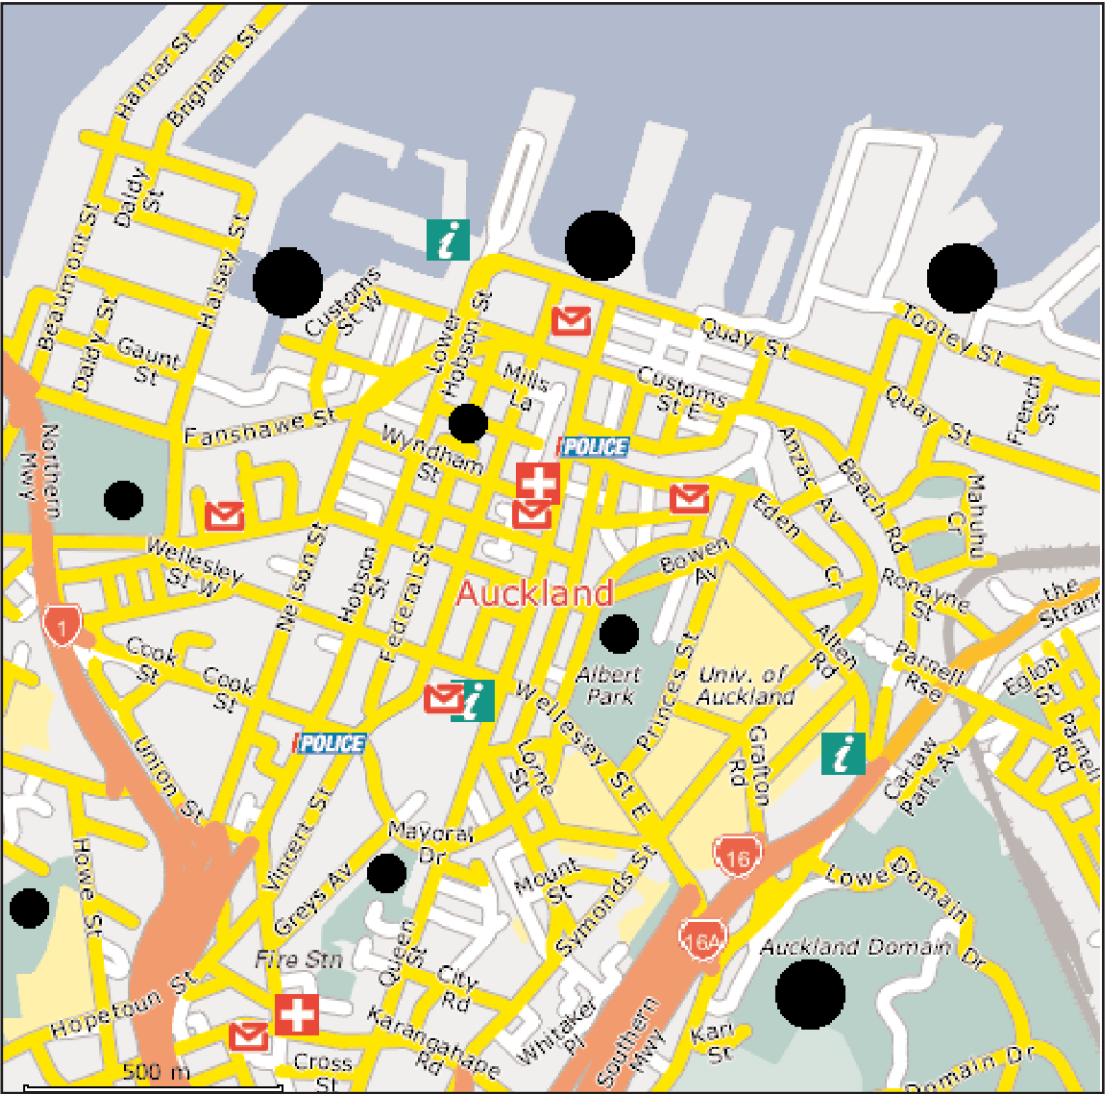 Hamer St
Brigham St
Daldy
St
Beaumont St
Halsey St
Customs
St W
Lower
Hobson St
Quay St
Tooley St
Daldy St
Gaunt
St
Mills
La
Customs
St E
Quay St
French
St
Fanshawe St
Wyndham
St
POLICE
Northern
Mwy
Anzac Av
Beach Rd
Mahuhu
Cr
Eden
Cr
Wellesley
St W
Nelson St
Hobson
St
Federal St
Bowen
Av
Auckland
Ronayne
St
the
Strand
1
Cook
St
Cook
St
Albert
Park
Princes St
Univ. of
Auckland
Allen
Rd
Parnell
Rse
Eglon
St
Parnell
Rd
i
i
i
POLICE
Wellesley St E
Lorne
St
Grafton
Rd
Carlaw
Park Av
Union St
Vincent St
Mayoral
Dr
Howe St
Greys Av
Mount
St
Symonds St
16
Lower Domain Dr
16A
Auckland Domain
Fire Stn
Queen
St
City
Rd
Hopetoun St
Karangahape
Rd
Whitaker
Pl
Southern
Mwy
Kari
St
Cross
St
Domain Dr
500 m